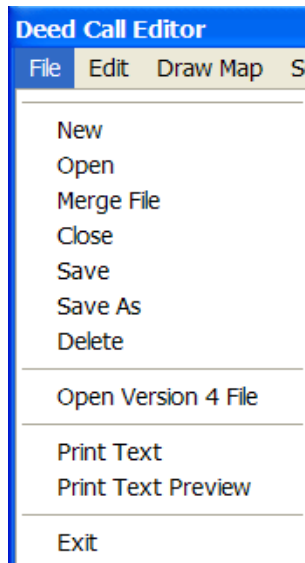 Deed Call Editor
File Edit Draw Map S
New
Open
Merge File
Close
Save
Save As
Delete
Open Version 4 File
Print Text
Print Text Preview
Exit